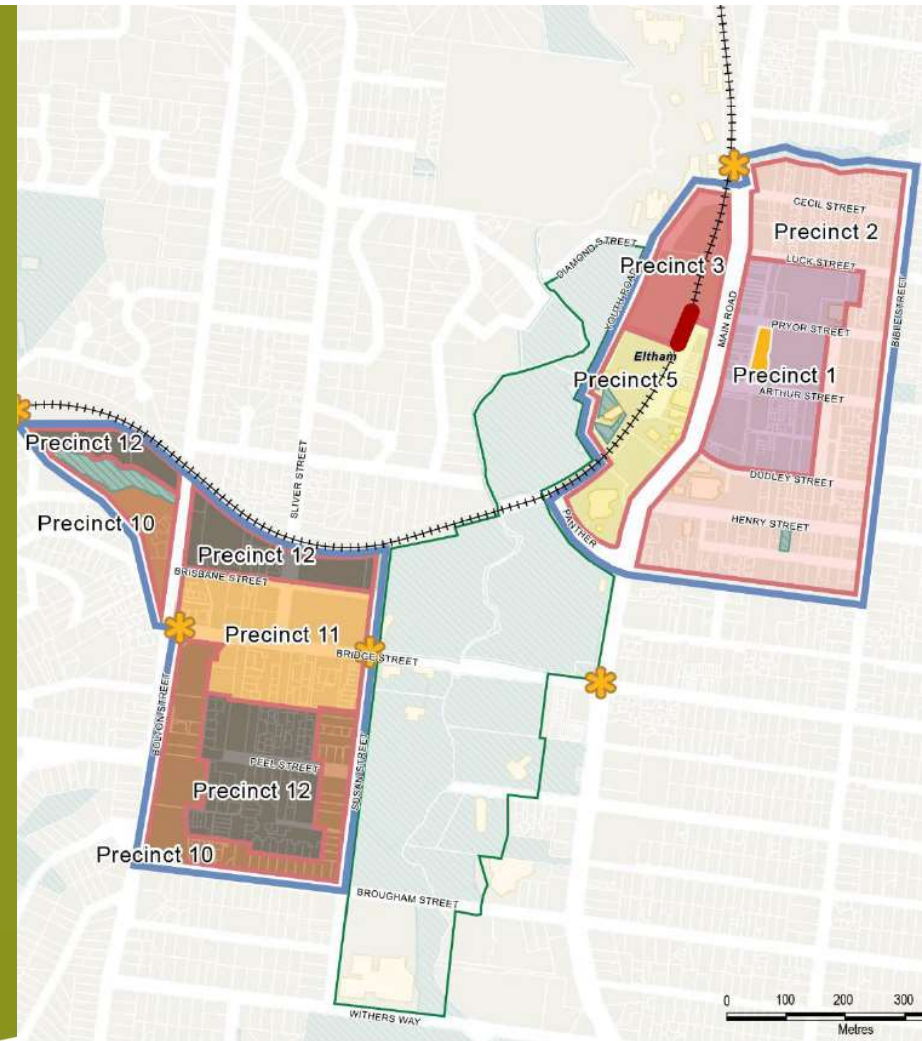 CECIL STREET
Precinct 2
DIAMOND STREET
Precinct 3
LUCK STREET
YOUTH ROAD
MAIN ROAD
BIBBE STREET
PRYOR STREET
Eltham
Precinct 5
Precinct 1
ARTHUR STREET
Precinct 12
SLIVER STREET
DUDLEY STREET
Precinct 10
PANTHER
HENRY STREET
Precinct 12
BRISBANE STREET
Precinct 11
BRIDGE STREET
BOLTON STREET
PEEL STREET
SUSAN STREET
Precinct 12
Precinct 10
BROUGHAM STREET
WITHERS WAY
0 100 200 300
Metres